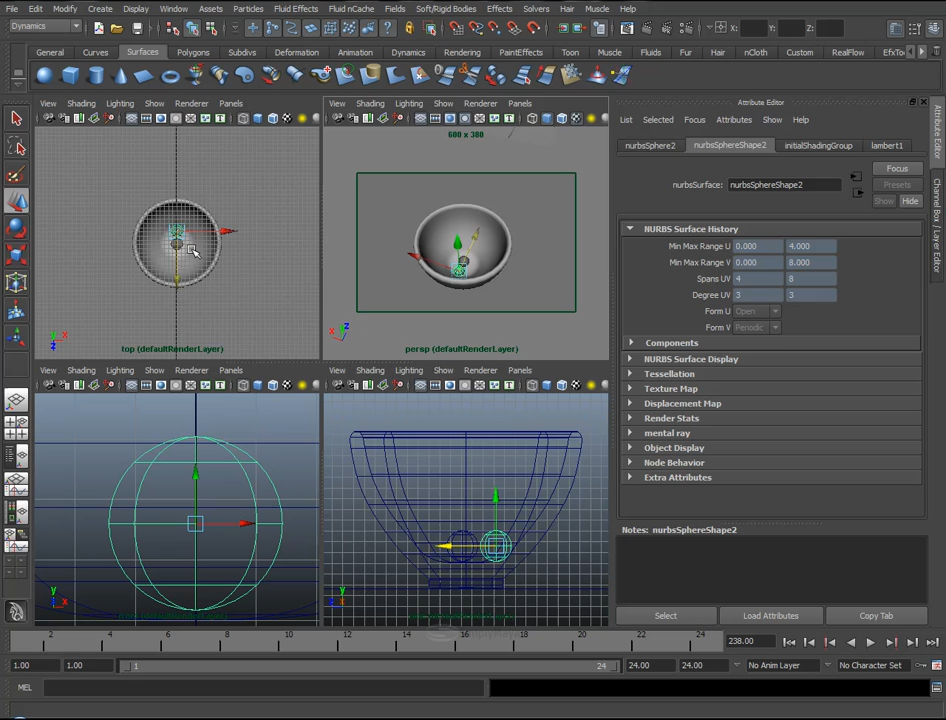 File Edit Modify Create Display Window Assets Particles Fluid Effects Fluid nCache Fields Soft/Rigid Bodies Effects Solvers Hair Muscle Help
Dynamics X: Y: Z:
General Curves Surfaces Polygons Subdivs Deformation Animation Dynamics Rendering PaintEffects Toon Muscle Fluids Fur Hair nCloth Custom RealFlow EfxTo
View Shading Lighting Show Renderer Panels
View Shading Lighting Show Renderer Panels
600 x 380
top (defaultRenderLayer)
persp (defaultRenderLayer)
View Shading Lighting Show Renderer Panels
View Shading Lighting Show Renderer Panels
Attribute Editor
List Selected Focus Attributes Show Help
nurbsSphere2 nurbsSphereShape2 initialShadingGroup lambert1
Focus
nurbsSurface: nurbsSphereShape2 Presets
Show Hide
NURBS Surface History
Min Max Range U 0.000 4.000
Min Max Range V 0.000 8.000
Spans UV 4 8
Degree UV 3 3
Form U Open
Form V Periodic
Components
NURBS Surface Display
Tessellation
Texture Map
Displacement Map
Render Stats
mental ray
Object Display
Node Behavior
Extra Attributes
Notes: nurbsSphereShape2
Select Load Attributes Copy Tab
Attribute Editor
Channel Box / Layer Editor
2 4 6 8 10 12 14 16 18 20 22 24 238.00
1.00 1.00 1 24 24.00 24.00 No Anim Layer No Character Set
MEL